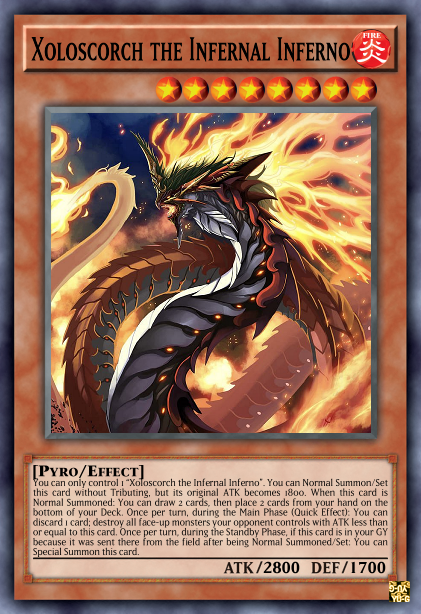 Xoloscorch the Infernal Inferno
FIRE
炎
[Pyro/Effect]
You can only control 1 "Xoloscorch the Infernal Inferno". You can Normal Summon/Set
this card without Tributing, but its original ATK becomes 1800. When this card is
Normal Summoned: You can draw 2 cards, then place 2 cards from your hand on the
bottom of your Deck. Once per turn, during the Main Phase (Quick Effect): You can
discard 1 card; destroy all face-up monsters your opponent controls with ATK less than
or equal to this card. Once per turn, during the Standby Phase, if this card is in your GY
because it was sent there from the field after being Normal Summoned/Set: You can
Special Summon this card.
ATK/2800 DEF/1700